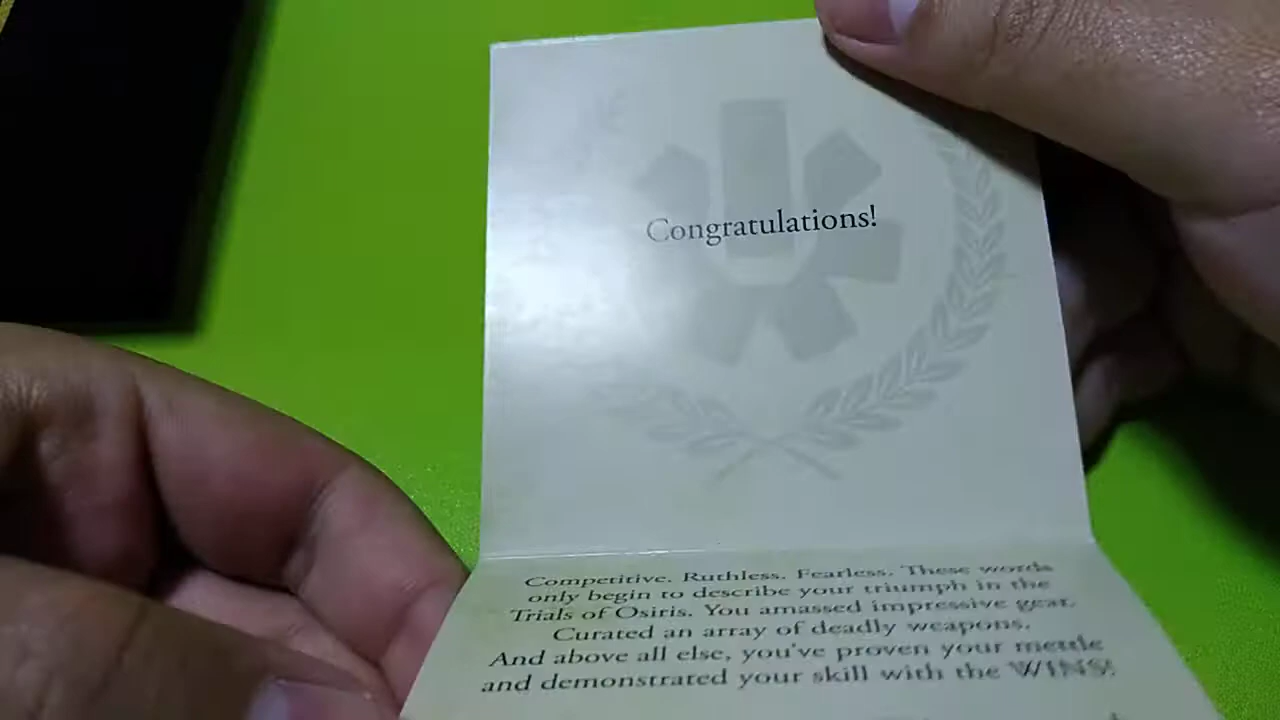 Congratulations!
Competitive. Ruthless. Fearless. These words
only begin to describe your triumph in the
Trials of Osiris. You amassed impressive gear.
Curated an array of deadly weapons.
And above all else, you've proven your mettle
and demonstrated your skill with the WINS!